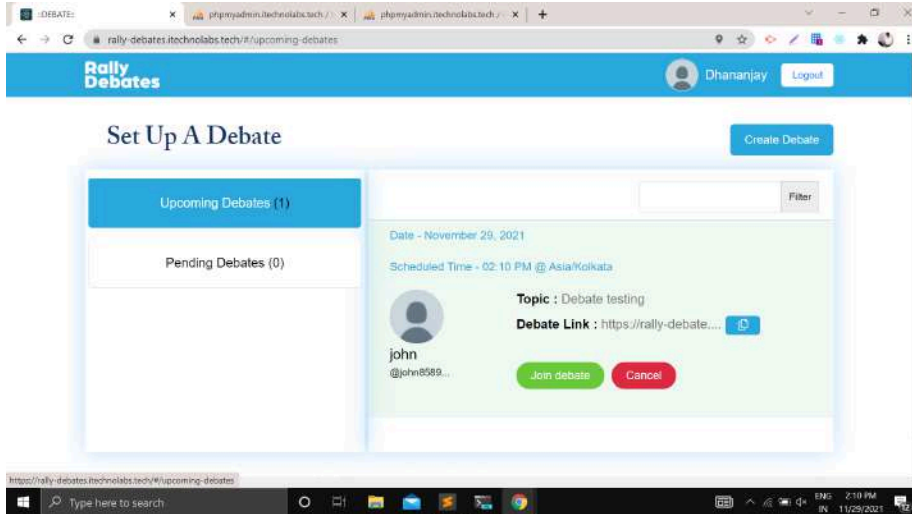 ::DEBATE::
phpmyadmin.itechnolabs.tech /
phpmyadmin.itechnolabs.tech /
rally-debates.itechnolabs.tech/#/upcoming-debates
Rally
Debates
Dhananjay
Logout
Set Up A Debate
Create Debate
Upcoming Debates (1)
Pending Debates (0)
Filter
Date - November 29, 2021
Scheduled Time - 02:10 PM @ Asia/Kolkata
Topic : Debate testing
Debate Link : https://rally-debate....
john
@john8589...
Join debate
Cancel
https://rally-debates.itechnolabs.tech/#/upcoming-debates
Type here to search
ENG
IN
2:10 PM
11/29/2021